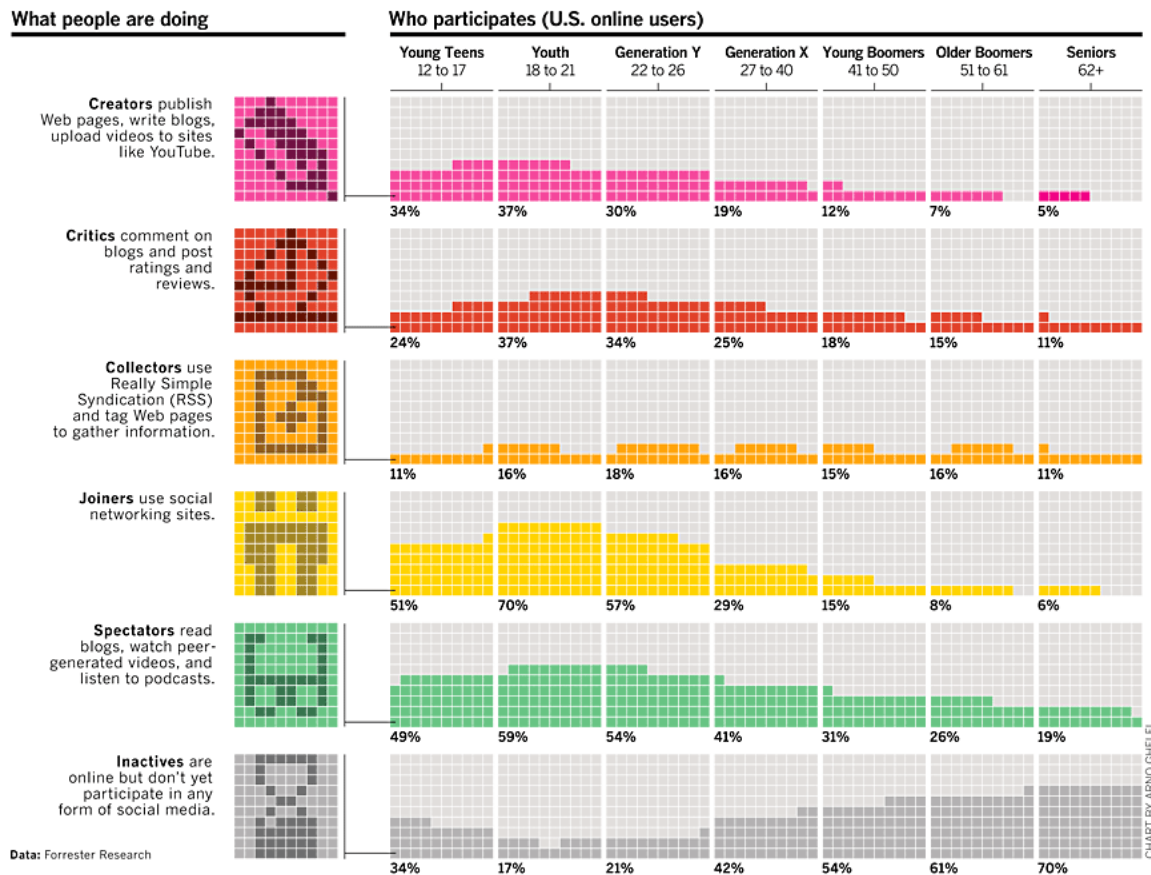 What people are doing
Who participates (U.S. online users)
Young Teens
12 to 17
Youth
18 to 21
Generation Y
22 to 26
Generation X
27 to 40
Young Boomers
41 to 50
Older Boomers
51 to 61
Seniors
62+
Creators publish
Web pages, write blogs,
upload videos to sites
like YouTube.
34% 37% 30% 19% 12% 7% 5%
Critics comment on
blogs and post
ratings and
reviews.
24% 37% 34% 25% 18% 15% 11%
Collectors use
Really Simple
Syndication (RSS)
and tag Web pages
to gather information.
11% 16% 18% 16% 15% 16% 11%
Joiners use social
networking sites.
51% 70% 57% 29% 15% 8% 6%
Spectators read
blogs, watch peer-
generated videos, and
listen to podcasts.
49% 59% 54% 41% 31% 26% 19%
Inactives are
online but don't yet
participate in any
form of social media.
34% 17% 21% 42% 54% 61% 70%
Data: Forrester Research
CHART BY ARNO GHELFI